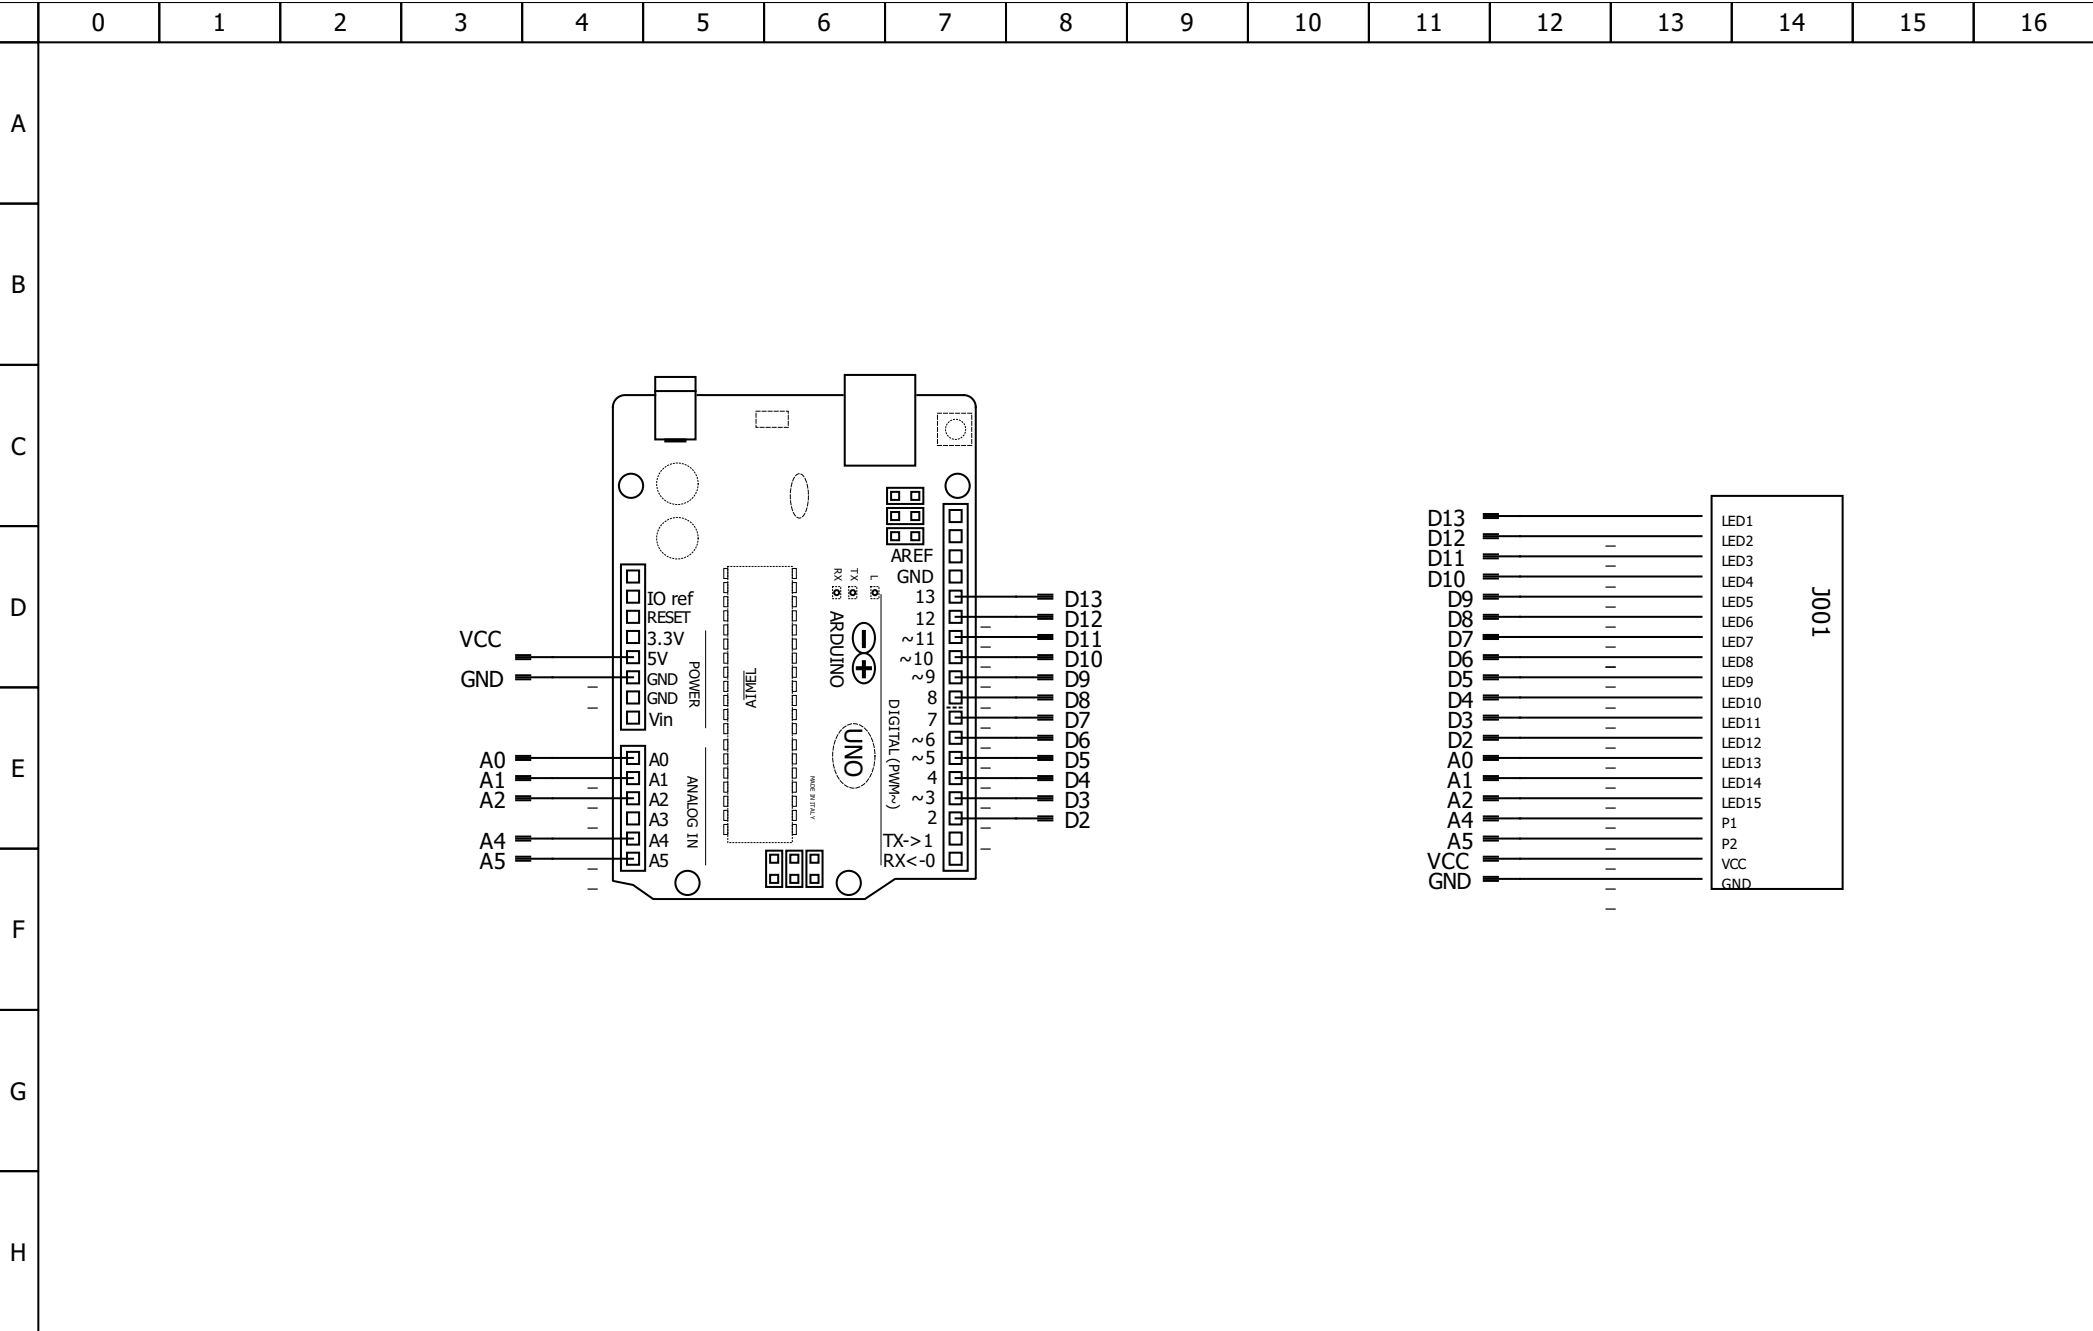 0 1 2 3 4 5 6 7 8 9 10 11 12 13 14 15 16
A
B
C
D
E
F
G
H
VCC
GND
A0
A1
A2
A4
A5
IO ref
RESET
3.3V
5V
GND
GND
Vin
POWER
A0
A1
A2
A3
A4
A5
ANALOG IN
AIMEL
RX
TX
L
ARDUINO
UNO
MADE IN ITALY
DIGITAL (PWM~)
AREF
GND
13
12
~11
~10
~9
8
7
~6
~5
4
~3
2
TX->1
RX<-0
D13
D12
D11
D10
D9
D8
D7
D6
D5
D4
D3
D2
D13 LED1
D12 LED2
D11 LED3
D10 LED4
D9 LED5
D8 LED6
D7 LED7
D6 LED8
D5 LED9
D4 LED10
D3 LED11
D2 LED12
A0 LED13
A1 LED14
A2 LED15
A4 P1
A5 P2
VCC VCC
GND GND
J001